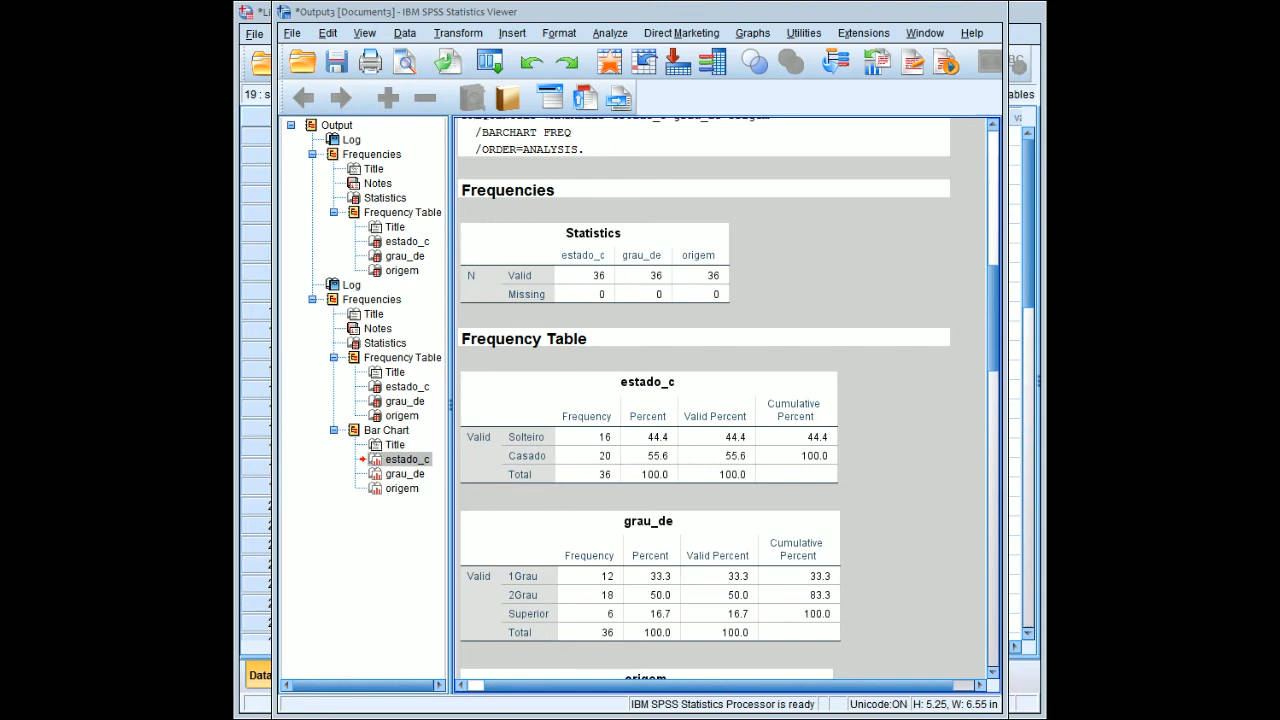 *Output3 [Document3] - IBM SPSS Statistics Viewer
File Edit View Data Transform Insert Format Analyze Direct Marketing Graphs Utilities Extensions Window Help
File
19 : s
ables
Data
Output
Log
Frequencies
Title
Notes
Statistics
Frequency Table
Title
estado_c
grau_de
origem
Log
Frequencies
Title
Notes
Statistics
Frequency Table
Title
estado_c
grau_de
origem
Bar Chart
Title
estado_c
grau_de
origem
/BARCHART FREQ
/ORDER=ANALYSIS.
Frequencies
Statistics
estado_c grau_de origem
N Valid 36 36 36
Missing 0 0 0
Frequency Table
estado_c
Frequency Percent Valid Percent Cumulative Percent
Valid Solteiro 16 44.4 44.4 44.4
Casado 20 55.6 55.6 100.0
Total 36 100.0 100.0
grau_de
Frequency Percent Valid Percent Cumulative Percent
Valid 1Grau 12 33.3 33.3 33.3
2Grau 18 50.0 50.0 83.3
Superior 6 16.7 16.7 100.0
Total 36 100.0 100.0
origem
IBM SPSS Statistics Processor is ready Unicode:ON H: 5.25, W: 6.55 in